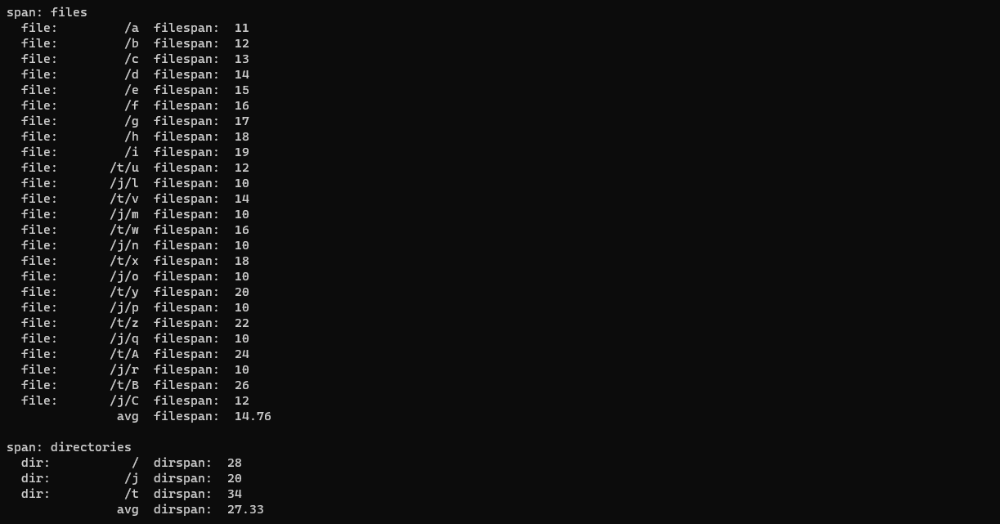 span: files
  file:         /a  filespan:  11
  file:         /b  filespan:  12
  file:         /c  filespan:  13
  file:         /d  filespan:  14
  file:         /e  filespan:  15
  file:         /f  filespan:  16
  file:         /g  filespan:  17
  file:         /h  filespan:  18
  file:         /i  filespan:  19
  file:       /t/u  filespan:  12
  file:       /j/l  filespan:  10
  file:       /t/v  filespan:  14
  file:       /j/m  filespan:  10
  file:       /t/w  filespan:  16
  file:       /j/n  filespan:  10
  file:       /t/x  filespan:  18
  file:       /j/o  filespan:  10
  file:       /t/y  filespan:  20
  file:       /j/p  filespan:  10
  file:       /t/z  filespan:  22
  file:       /j/q  filespan:  10
  file:       /t/A  filespan:  24
  file:       /j/r  filespan:  10
  file:       /t/B  filespan:  26
  file:       /j/C  filespan:  12
               avg  filespan:  14.76

span: directories
  dir:           /  dirspan:  28
  dir:          /j  dirspan:  20
  dir:          /t  dirspan:  34
               avg  dirspan:  27.33